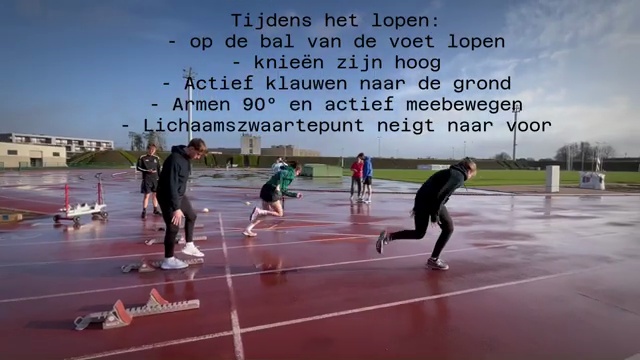 Tijdens het lopen:
- op de bal van de voet lopen
- knieën zijn hoog
- Actief klauwen naar de grond
- Armen 90° en actief meebewegen
- Lichaamszwaartepunt neigt naar voor